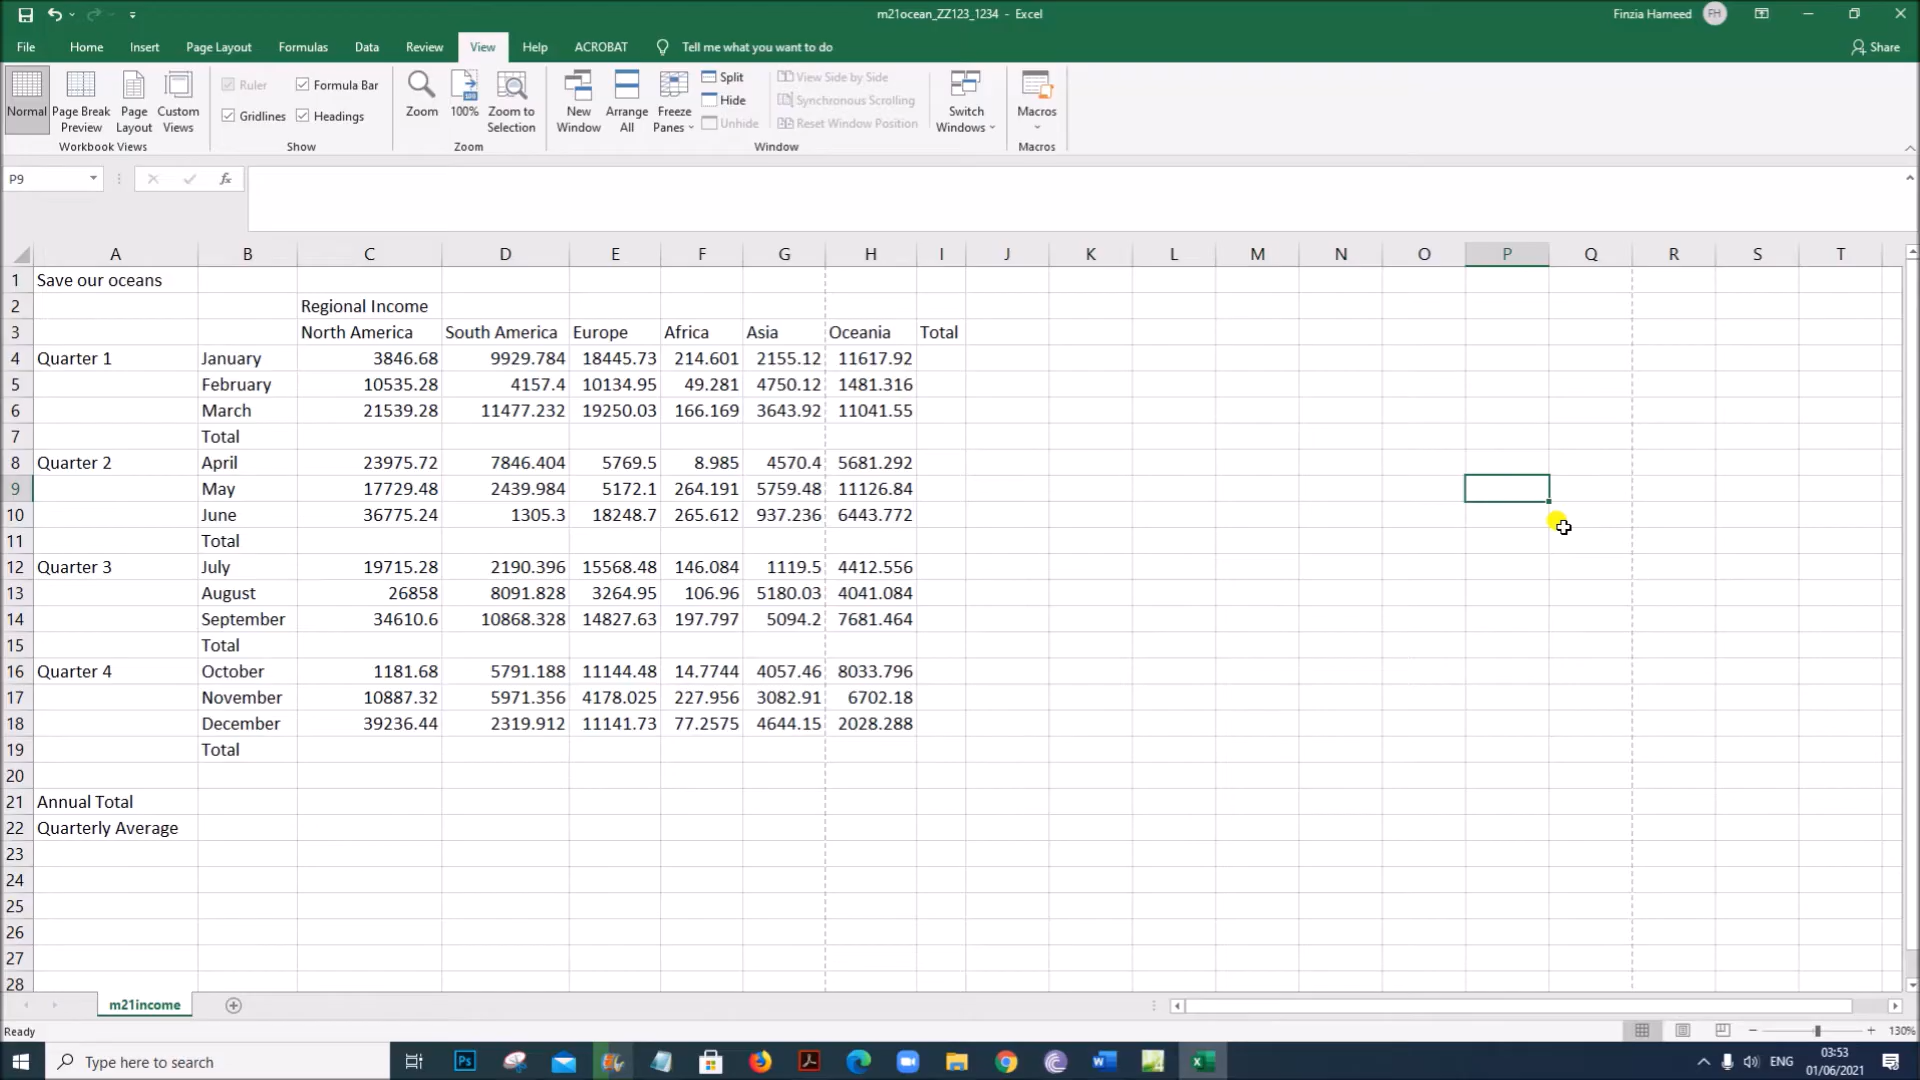 m21ocean_ZZ123_1234 - Excel
Finzia Hameed FH
File Home Insert Page Layout Formulas Data Review View Help ACROBAT Tell me what you want to do Share
Normal Page Break Preview Page Layout Custom Views
Workbook Views
Ruler Formula Bar
Gridlines Headings
Show
Zoom 100% Zoom to Selection
Zoom
New Window Arrange All Freeze Panes
Split
Hide
Unhide
View Side by Side
Synchronous Scrolling
Reset Window Position
Switch Windows
Window
Macros
Macros
P9 fx
A B C D E F G H I J K L M N O P Q R S T
1 Save our oceans
2 Regional Income
3 North America South America Europe Africa Asia Oceania Total
4 Quarter 1 January 3846.68 9929.784 18445.73 214.601 2155.12 11617.92
5 February 10535.28 4157.4 10134.95 49.281 4750.12 1481.316
6 March 21539.28 11477.232 19250.03 166.169 3643.92 11041.55
7 Total
8 Quarter 2 April 23975.72 7846.404 5769.5 8.985 4570.4 5681.292
9 May 17729.48 2439.984 5172.1 264.191 5759.48 11126.84
10 June 36775.24 1305.3 18248.7 265.612 937.236 6443.772
11 Total
12 Quarter 3 July 19715.28 2190.396 15568.48 146.084 1119.5 4412.556
13 August 26858 8091.828 3264.95 106.96 5180.03 4041.084
14 September 34610.6 10868.328 14827.63 197.797 5094.2 7681.464
15 Total
16 Quarter 4 October 1181.68 5791.188 11144.48 14.7744 4057.46 8033.796
17 November 10887.32 5971.356 4178.025 227.956 3082.91 6702.18
18 December 39236.44 2319.912 11141.73 77.2575 4644.15 2028.288
19 Total
20
21 Annual Total
22 Quarterly Average
23
24
25
26
27
28
m21income
Ready 130%
Type here to search
Ps
ENG
03:53
01/06/2021